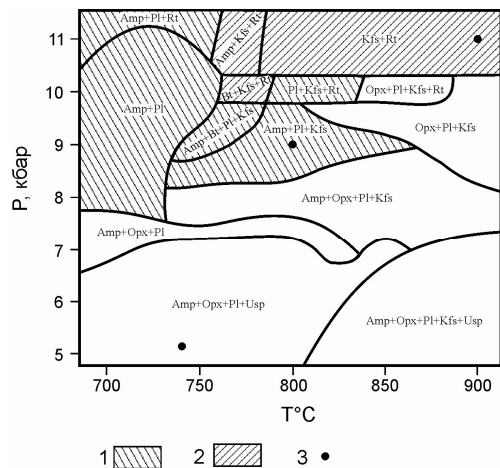 Amp+Pl+Rt
Amp+Kfs+Rt
Kfs+Rt
Bt+Kfs+Rt
Pl+Kfs+Rt
Opx+Pl+Kfs+Rt
Amp+Pl
Amp+Bt+Pl+Kfs
Amp+Pl+Kfs
Opx+Pl+Kfs
Amp+Opx+Pl+Kfs
Amp+Opx+Pl
Amp+Opx+Pl+Usp
Amp+Opx+Pl+Kfs+Usp
P, кбар
11
10
9
8
7
6
5
700 750 800 850 900
T°C
1 2 3